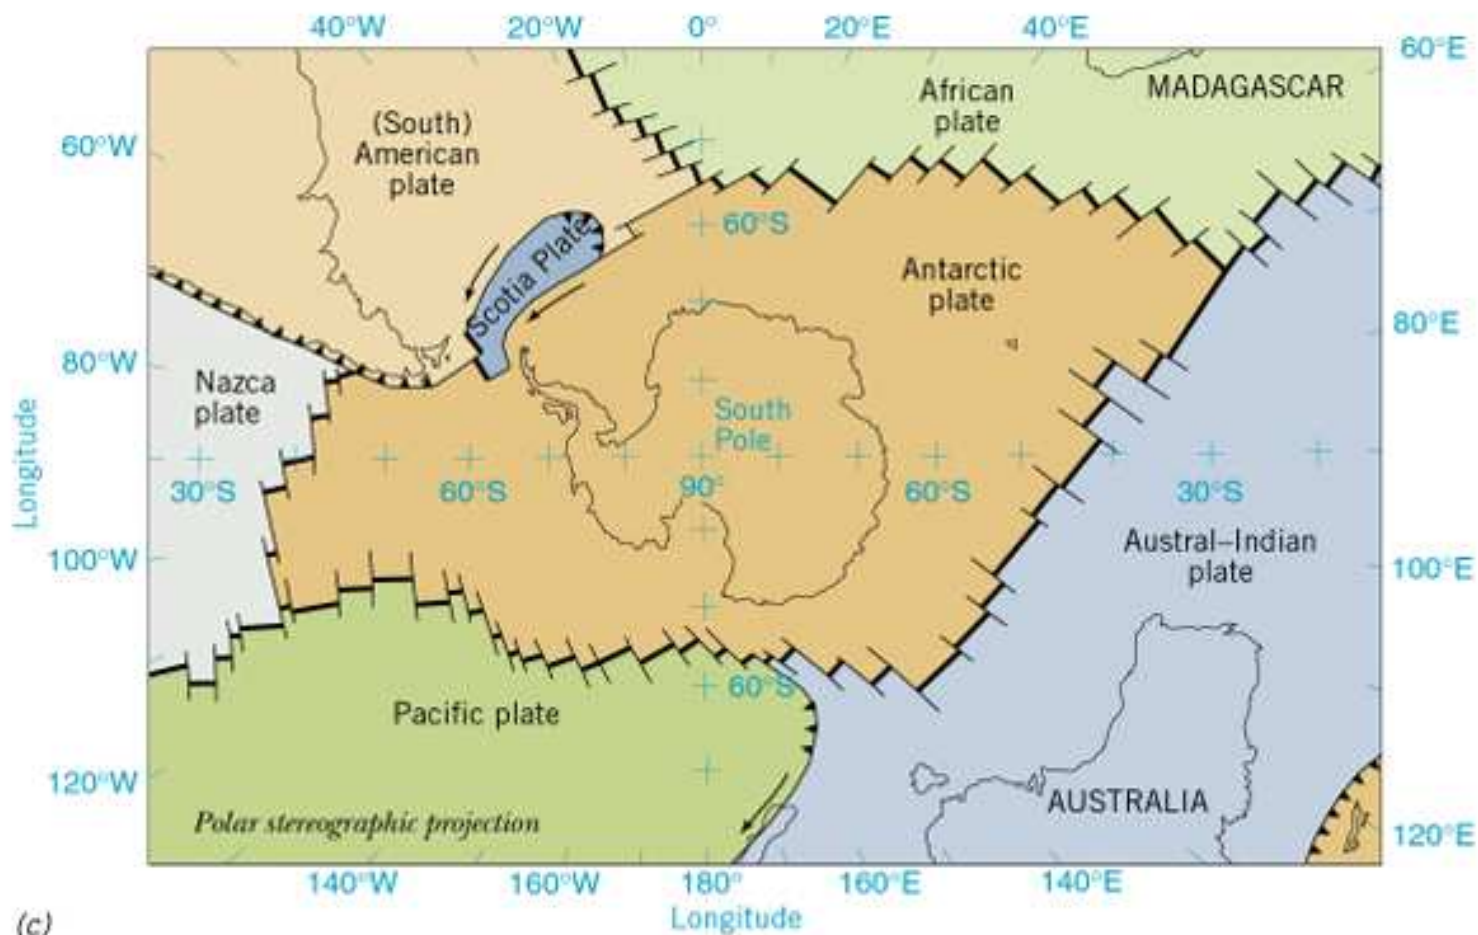 40°W 20°W 0° 20°E 40°E
60°E
African
plate
MADAGASCAR
(South)
American
plate
60°W
60°S
Scotia Plate
Antarctic
plate
80°E
80°W
Nazca
plate
South
Pole
Longitude
30°S 60°S 90° 60°S 30°S
Austral–Indian
plate
100°W
100°E
60°S
Pacific plate
120°W
AUSTRALIA
Polar stereographic projection
120°E
140°W 160°W 180° 160°E 140°E
Longitude
(c)